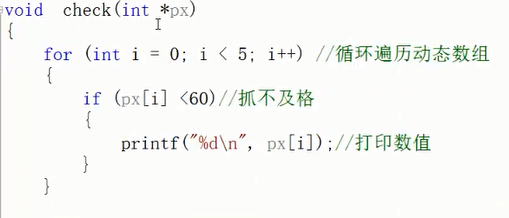 void check(int *px)
{
for (int i = 0; i < 5; i++) //循环遍历动态数组
{
if (px[i] <60)//抓不及格
{
printf("%d\n", px[i]);//打印数值
}
}